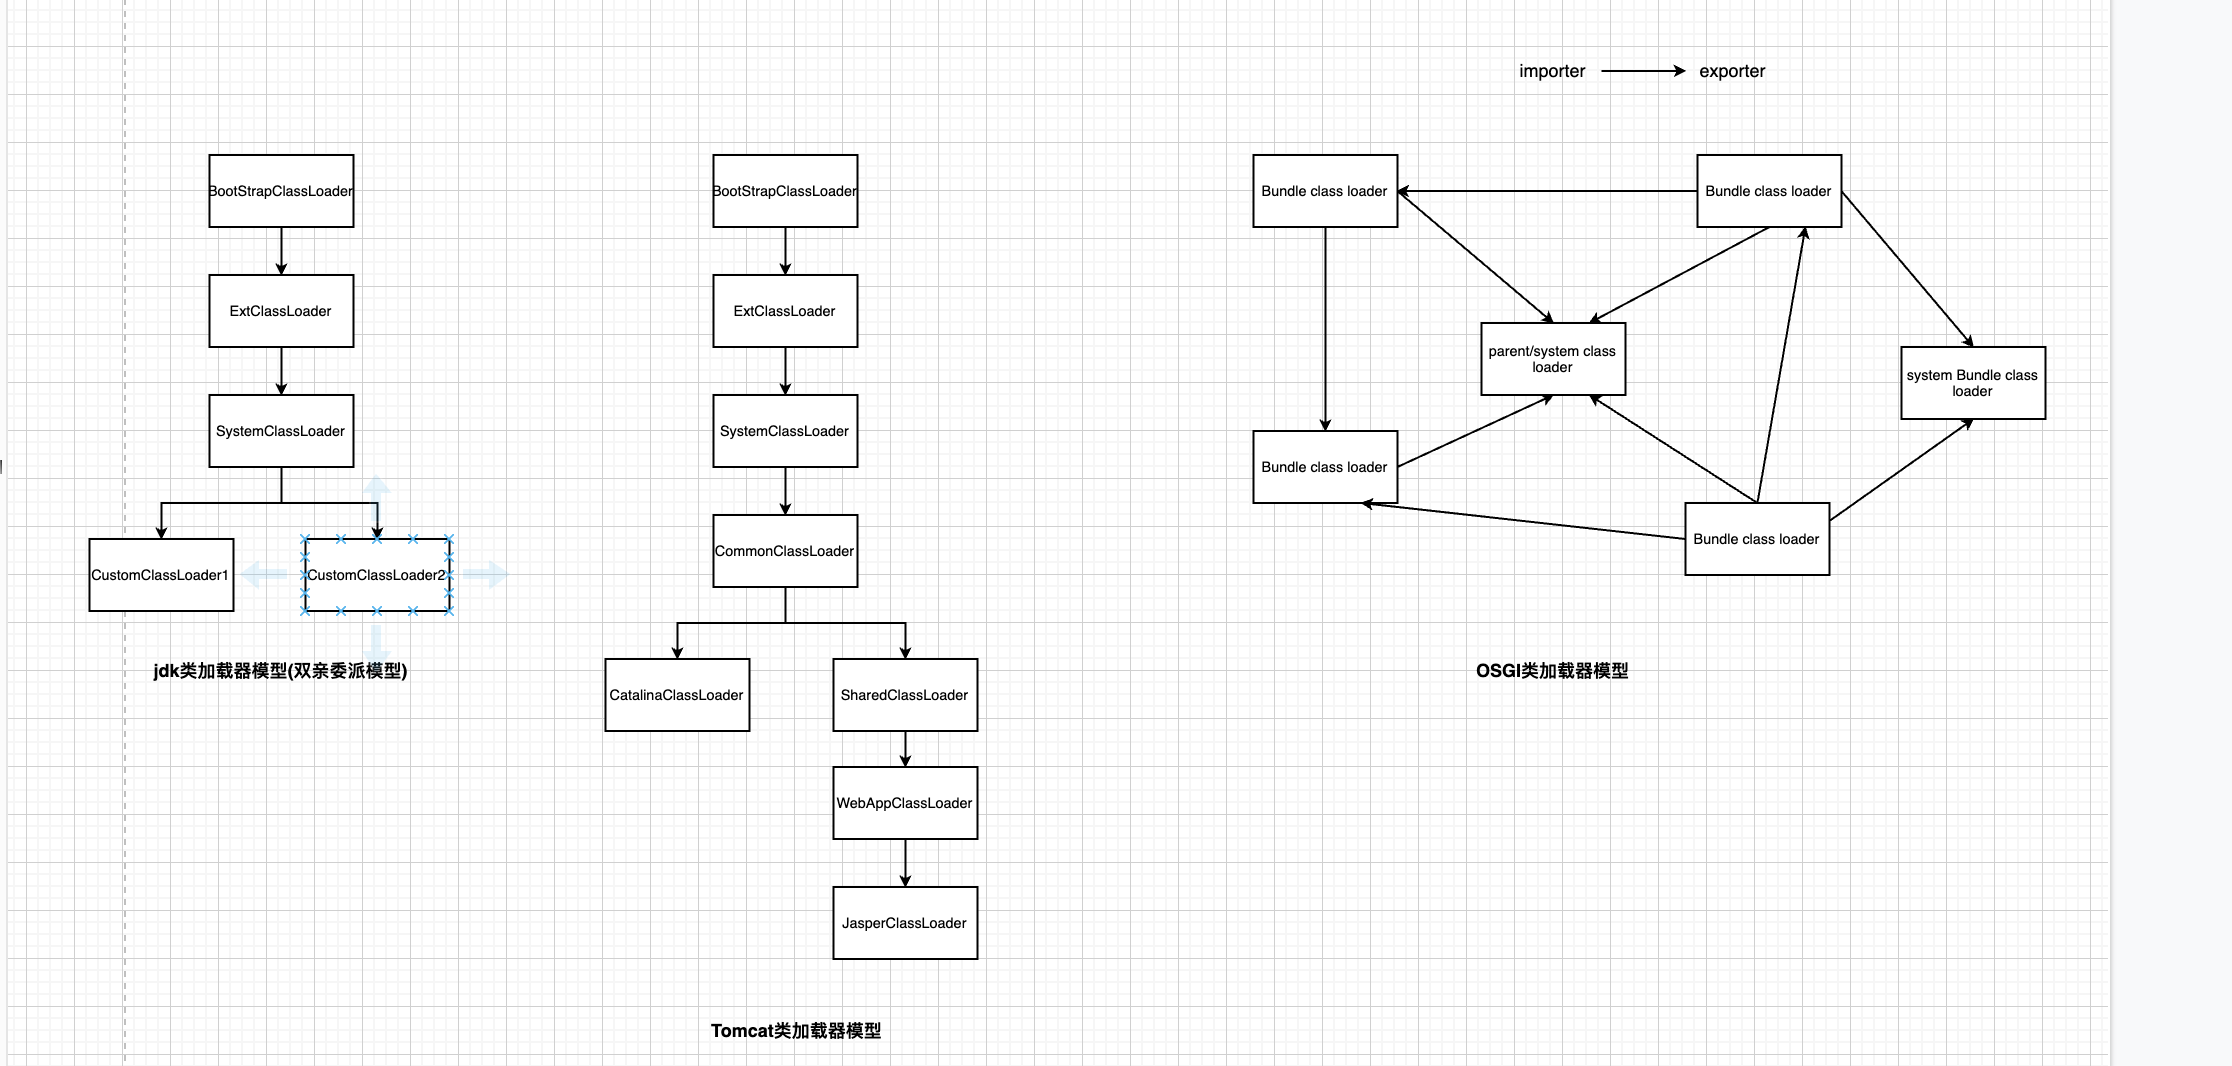 BootStrapClassLoader
ExtClassLoader
SystemClassLoader
CustomClassLoader1
CustomClassLoader2
jdk类加载器模型(双亲委派模型)
BootStrapClassLoader
ExtClassLoader
SystemClassLoader
CommonClassLoader
CatalinaClassLoader
SharedClassLoader
WebAppClassLoader
JasperClassLoader
Tomcat类加载器模型
importer
exporter
Bundle class loader
Bundle class loader
parent/system class
loader
system Bundle class
loader
Bundle class loader
Bundle class loader
OSGI类加载器模型